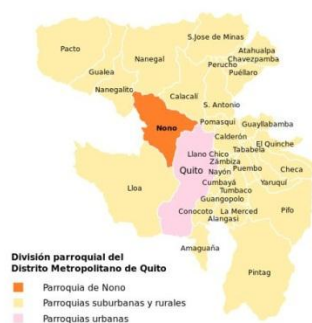 S.Jose de Minas
Pacto
Nanegal
Atahualpa
Chavezpamba
Perucho
Gualea
Puéllaro
Nanegalito
Calacalí
S. Antonio
Nono
Pomasqui
Guayllabamba
Calderón
El Quinche
Tababela
Llano Chico
Zámbiza
Quito
Nayón
Puembo
Checa
Cumbayá
Yaruquí
Lloa
Tumbaco
Guangopolo
Conocoto
La Merced
Pifo
Alangasi
Amaguaña
Pintag
División parroquial del
Distrito Metropolitano de Quito
Parroquia de Nono
Parroquias suburbanas y rurales
Parroquias urbanas